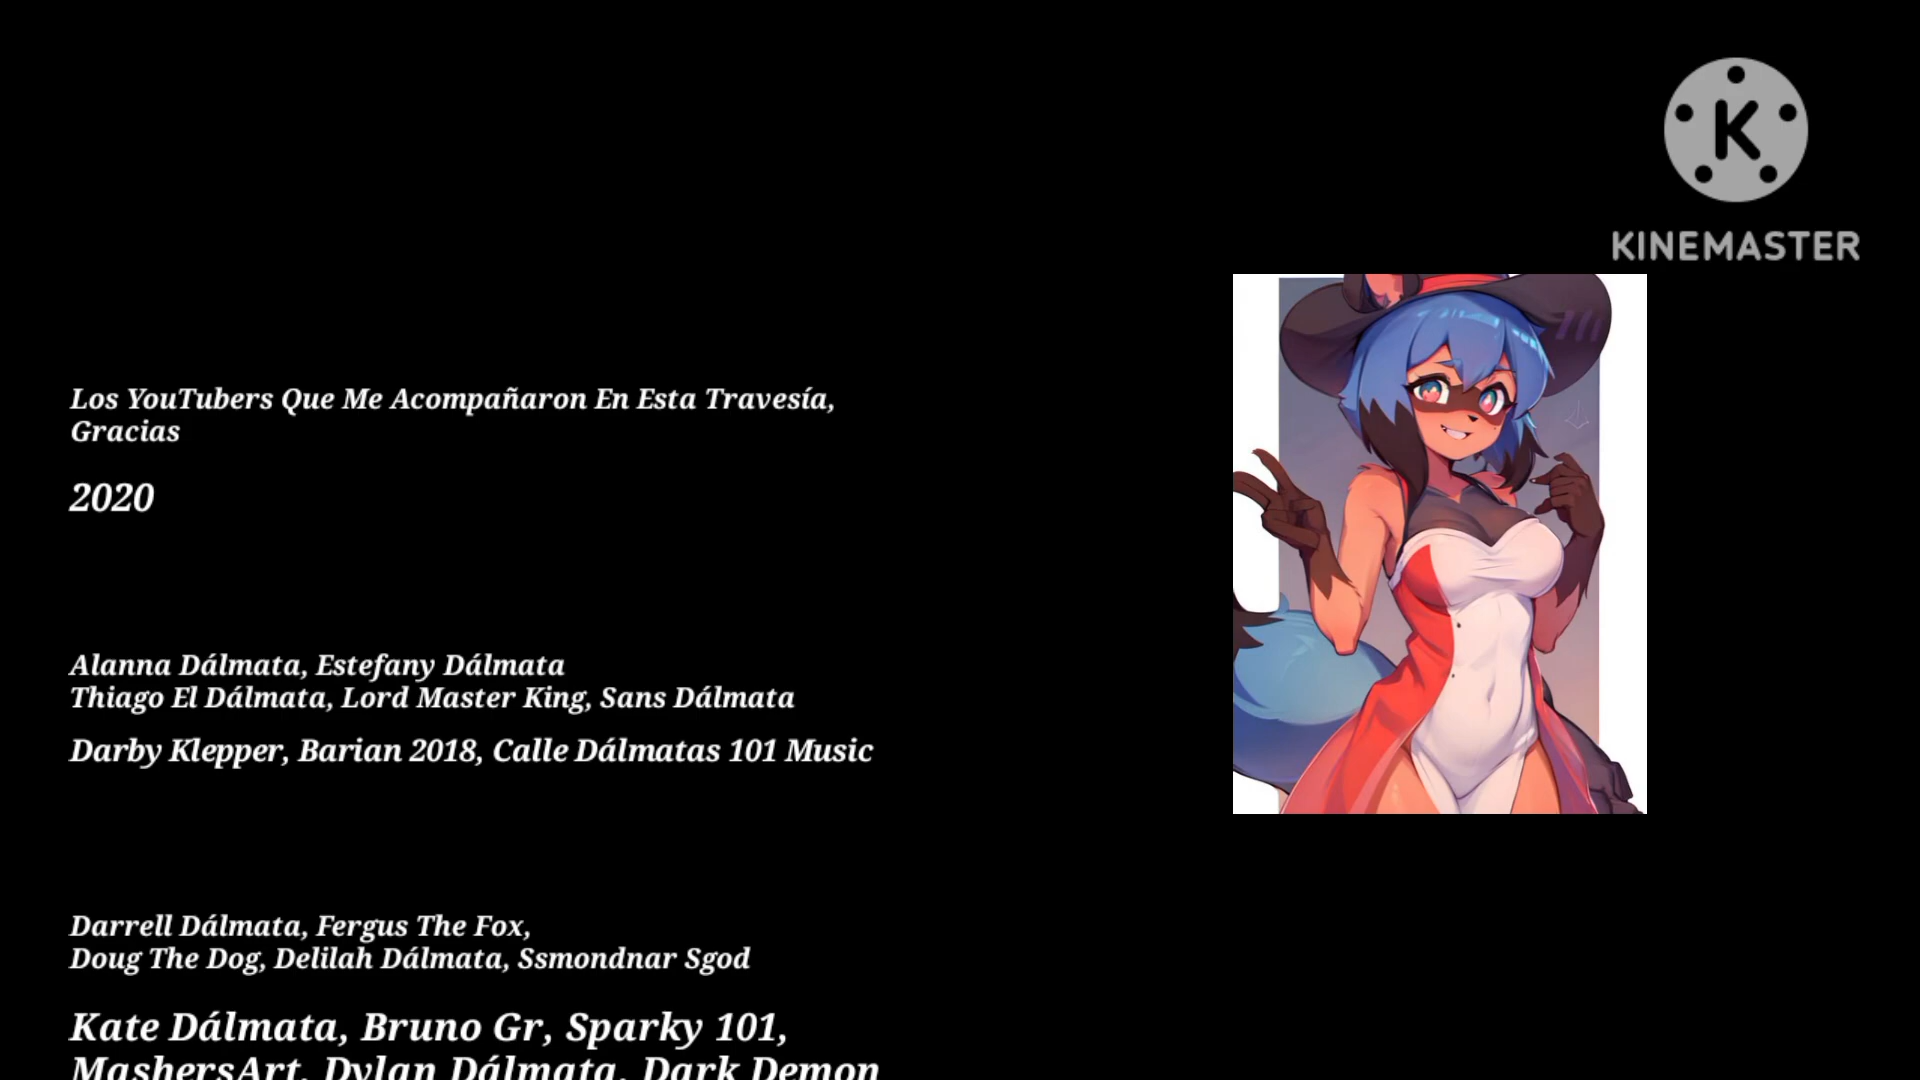 KINEMASTER
Los YouTubers Que Me Acompañaron En Esta Travesía,
Gracias
2020
Alanna Dálmata, Estefany Dálmata
Thiago El Dálmata, Lord Master King, Sans Dálmata
Darby Klepper, Barian 2018, Calle Dálmatas 101 Music
Darrell Dálmata, Fergus The Fox,
Doug The Dog, Delilah Dálmata, Ssmondnar Sgod
Kate Dálmata, Bruno Gr, Sparky 101,
MashersArt, Dylan Dálmata, Dark Demon